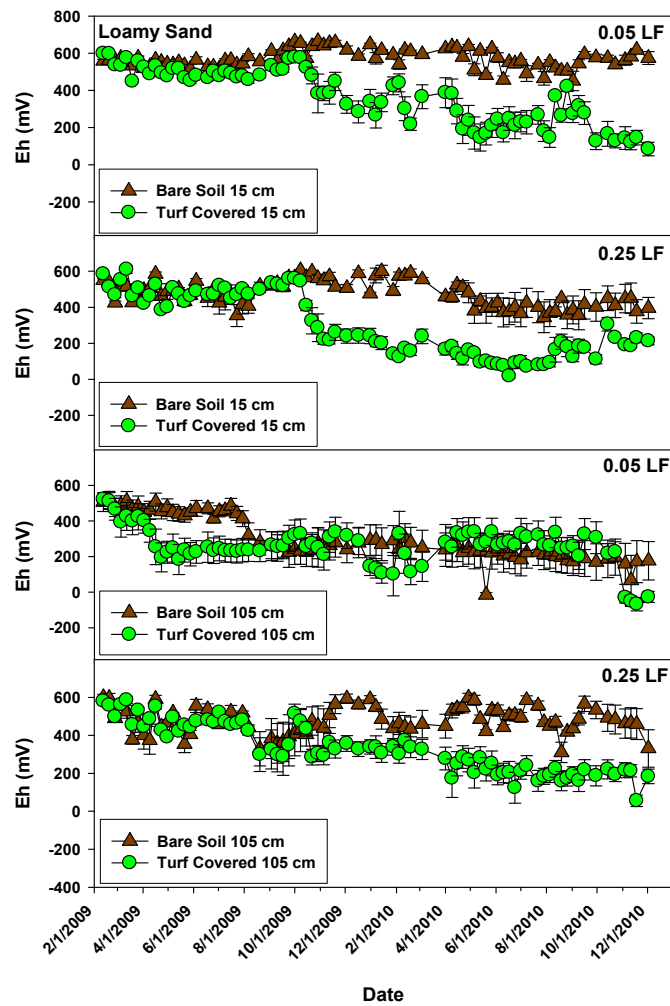 Loamy Sand
0.05 LF
800
600
400
200
0
-200
Eh (mV)
Bare Soil 15 cm
Turf Covered 15 cm
0.25 LF
600
400
200
0
-200
Eh (mV)
Bare Soil 15 cm
Turf Covered 15 cm
0.05 LF
600
400
200
0
-200
Eh (mV)
Bare Soil 105 cm
Turf Covered 105 cm
0.25 LF
600
400
200
0
-200
-400
Eh (mV)
Bare Soil 105 cm
Turf Covered 105 cm
2/1/2009
4/1/2009
6/1/2009
8/1/2009
10/1/2009
12/1/2009
2/1/2010
4/1/2010
6/1/2010
8/1/2010
10/1/2010
12/1/2010
Date